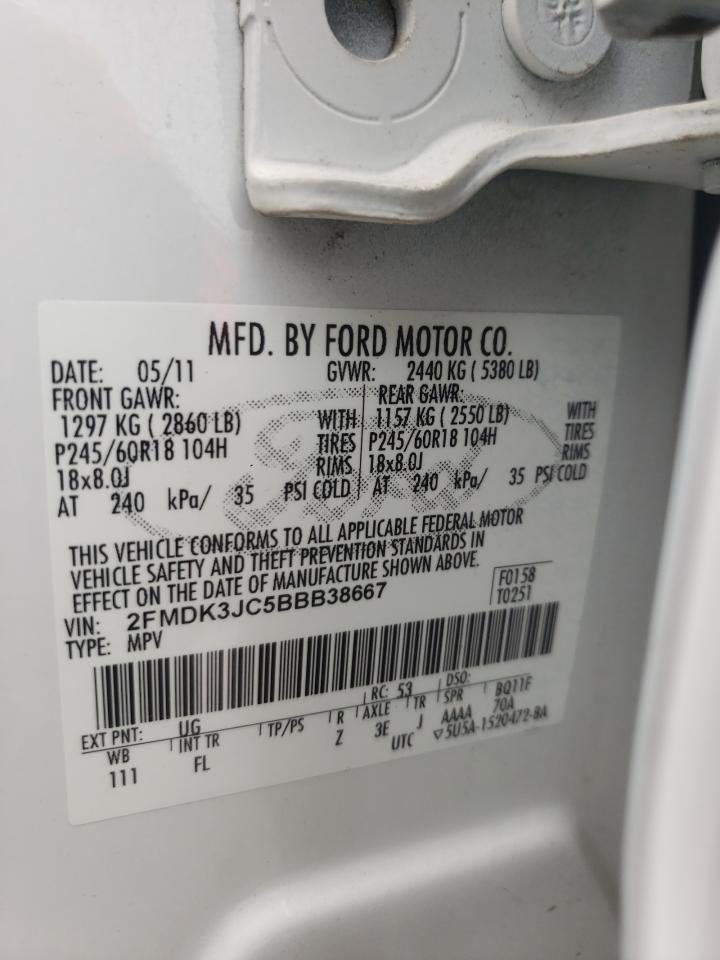 MFD. BY FORD MOTOR CO.
DATE: 05/11 GVWR: 2440 KG ( 5380 LB)
FRONT GAWR: REAR GAWR:
1297 KG ( 2860 LB) WITH 1157 KG ( 2550 LB) WITH
P245/60R18 104H TIRES P245/60R18 104H TIRES
18x8.0J RIMS 18x8.0J RIMS
AT 240 kPa/ 35 PSI COLD AT 240 kPa/ 35 PSI COLD
Ford
THIS VEHICLE CONFORMS TO ALL APPLICABLE FEDERAL MOTOR
VEHICLE SAFETY AND THEFT PREVENTION STANDARDS IN
EFFECT ON THE DATE OF MANUFACTURE SHOWN ABOVE.
F0158
VIN: 2FMDK3JC5BBB38667 T0251
TYPE: MPV
RC: 53 DSO:
EXT PNT: UG BQ11F
WB INT TR TP/PS R AXLE TR SPR 70A
111 FL Z 3E J AAAA
UTC ▽5U5A-1520472-BA